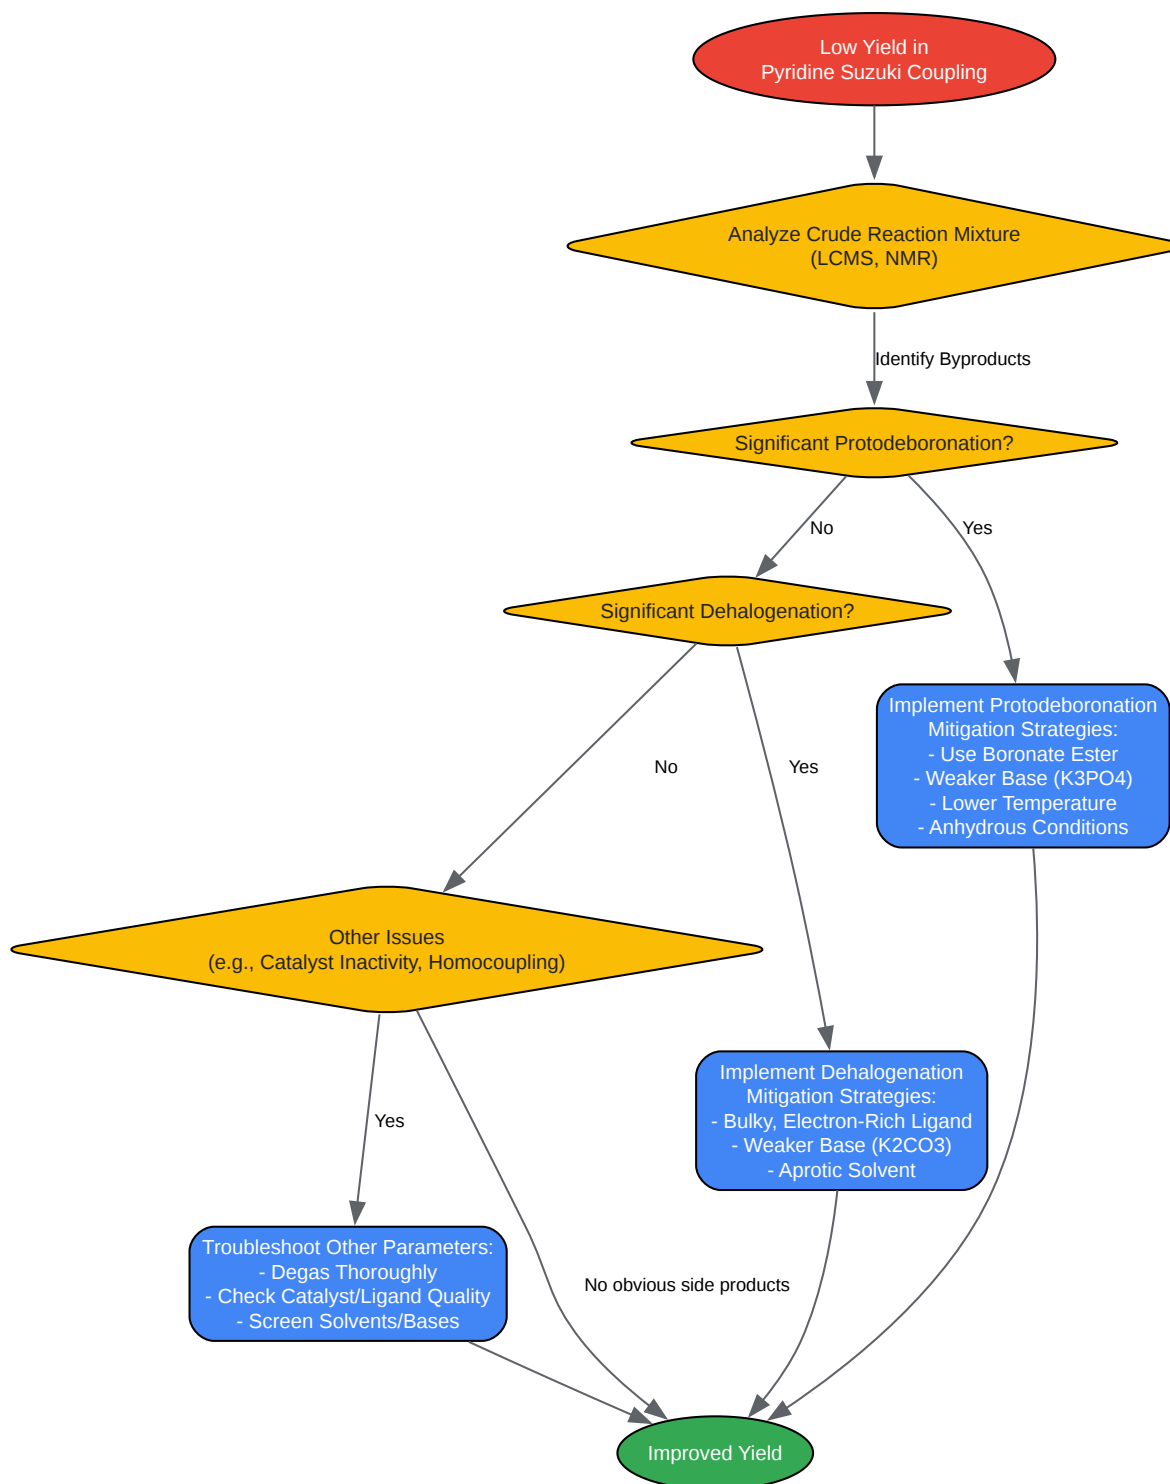 Low Yield in
Pyridine Suzuki Coupling
Analyze Crude Reaction Mixture
(LCMS, NMR)
Identify Byproducts
Significant Protodeboronation?
No
Yes
Significant Dehalogenation?
Implement Protodeboronation
Mitigation Strategies:
- Use Boronate Ester
- Weaker Base (K3PO4)
- Lower Temperature
- Anhydrous Conditions
No
Yes
Other Issues
(e.g., Catalyst Inactivity, Homocoupling)
Implement Dehalogenation
Mitigation Strategies:
- Bulky, Electron-Rich Ligand
- Weaker Base (K2CO3)
- Aprotic Solvent
Yes
Troubleshoot Other Parameters:
- Degas Thoroughly
- Check Catalyst/Ligand Quality
- Screen Solvents/Bases
No obvious side products
Improved Yield